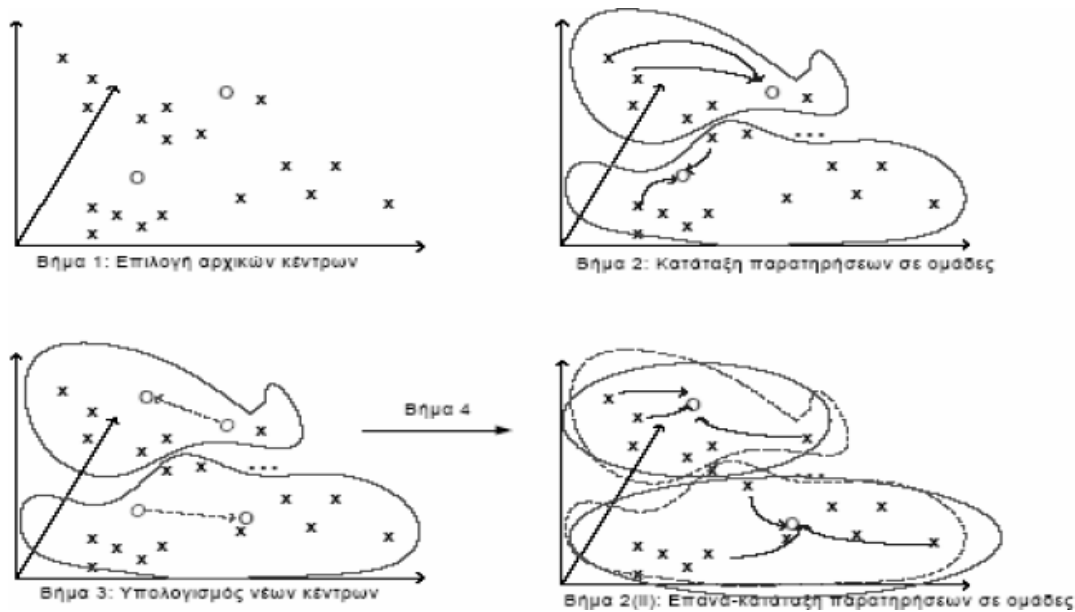 Βήμα 1: Επιλογή αρχικών κέντρων
Βήμα 2: Κατάταξη παρατηρήσεων σε ομάδες
Βήμα 4
Βήμα 3: Υπολογισμός νέων κέντρων
Βήμα 2(II): Επανα-κατάταξη παρατηρήσεων σε ομάδες